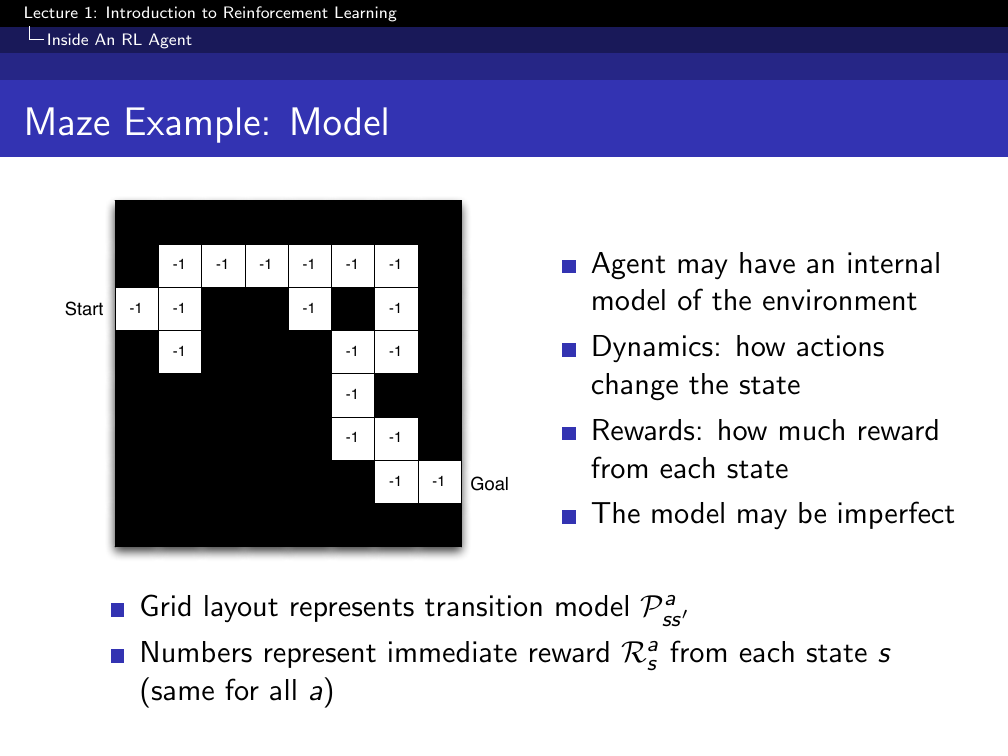 Lecture 1: Introduction to Reinforcement Learning
Inside An RL Agent
Maze Example: Model
-1 -1 -1 -1 -1 -1
Start -1 -1 -1 -1
-1 -1 -1
-1
-1 -1
-1 -1 Goal
Agent may have an internal
model of the environment
Dynamics: how actions
change the state
Rewards: how much reward
from each state
The model may be imperfect
Grid layout represents transition model $\mathcal{P}^a_{ss'}$
Numbers represent immediate reward $\mathcal{R}^a_s$ from each state s
(same for all a)